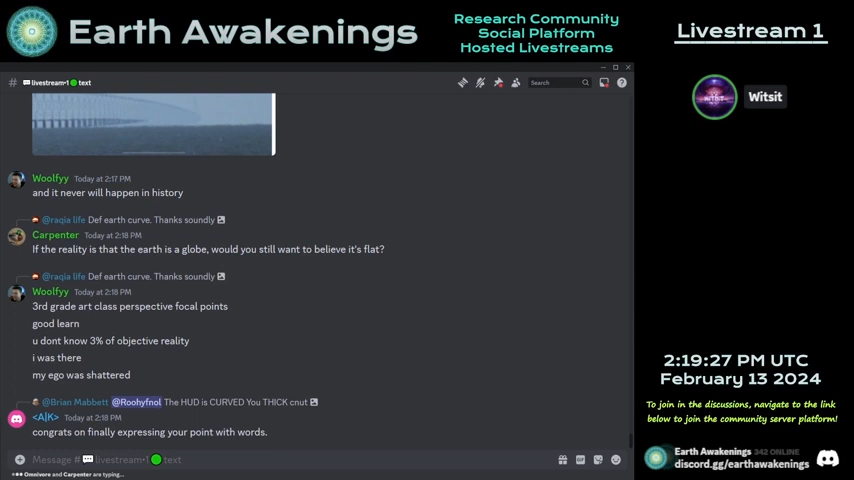 Earth Awakenings
Research Community
Social Platform
Hosted Livestreams
Livestream 1
# livestream•1 text
Search
WITSIT
Witsit
Woolfyy Today at 2:17 PM
and it never will happen in history
@raqia life Def earth curve. Thanks soundly
Carpenter Today at 2:18 PM
If the reality is that the earth is a globe, would you still want to believe it's flat?
@raqia life Def earth curve. Thanks soundly
Woolfyy Today at 2:18 PM
3rd grade art class perspective focal points
good learn
u dont know 3% of objective reality
i was there
my ego was shattered
@Brian Mabbett @Roohyfnol The HUD is CURVED You THICK cnut
<A|K> Today at 2:18 PM
congrats on finally expressing your point with words.
Message # livestream•1 text
GIF
Omnivore and Carpenter are typing...
2:19:27 PM UTC
February 13 2024
To join in the discussions, navigate to the link
below to join the community server platform!
Earth Awakenings 342 ONLINE
discord.gg/earthawakenings